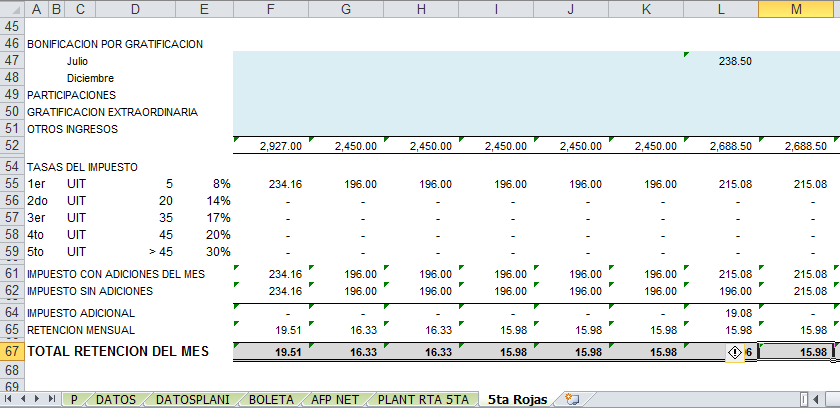 A B C D E F G H I J K L M
45
46 BONIFICACION POR GRATIFICACION
47 Julio 238.50
48 Diciembre
49 PARTICIPACIONES
50 GRATIFICACION EXTRAORDINARIA
51 OTROS INGRESOS
52 2,927.00 2,450.00 2,450.00 2,450.00 2,450.00 2,450.00 2,688.50 2,688.50
54 TASAS DEL IMPUESTO
55 1er UIT 5 8% 234.16 196.00 196.00 196.00 196.00 196.00 215.08 215.08
56 2do UIT 20 14% - - - - - - - -
57 3er UIT 35 17% - - - - - - - -
58 4to UIT 45 20% - - - - - - - -
59 5to UIT > 45 30% - - - - - - - -
61 IMPUESTO CON ADICIONES DEL MES 234.16 196.00 196.00 196.00 196.00 196.00 215.08 215.08
62 IMPUESTO SIN ADICIONES 234.16 196.00 196.00 196.00 196.00 196.00 196.00 215.08
64 IMPUESTO ADICIONAL - - - - - - 19.08 -
65 RETENCION MENSUAL 19.51 16.33 16.33 15.98 15.98 15.98 15.98 15.98
67 TOTAL RETENCION DEL MES 19.51 16.33 16.33 15.98 15.98 15.98 6 15.98
68
69
P DATOS DATOSPLANI BOLETA AFP NET PLANT RTA 5TA 5ta Rojas